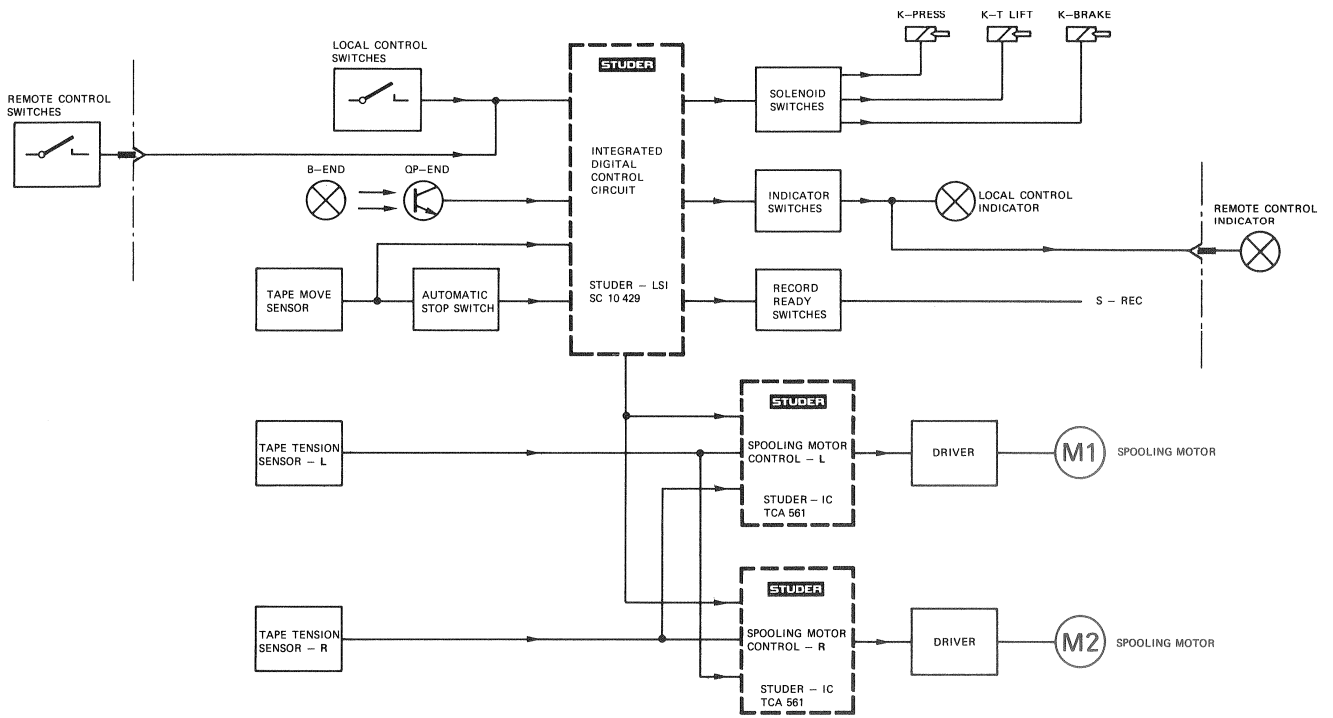 K–PRESS
K–T LIFT
K–BRAKE
LOCAL CONTROL
SWITCHES
STUDER
REMOTE CONTROL
SWITCHES
SOLENOID
SWITCHES
INTEGRATED
DIGITAL
CONTROL
CIRCUIT
B–END
QP–END
INDICATOR
SWITCHES
LOCAL CONTROL
INDICATOR
REMOTE CONTROL
INDICATOR
TAPE MOVE
SENSOR
AUTOMATIC
STOP SWITCH
STUDER – LSI
SC 10 429
RECORD
READY
SWITCHES
S – REC
STUDER
TAPE TENSION
SENSOR – L
SPOOLING MOTOR
CONTROL – L
STUDER – IC
TCA 561
DRIVER
M1
SPOOLING MOTOR
STUDER
TAPE TENSION
SENSOR – R
SPOOLING MOTOR
CONTROL – R
STUDER – IC
TCA 561
DRIVER
M2
SPOOLING MOTOR